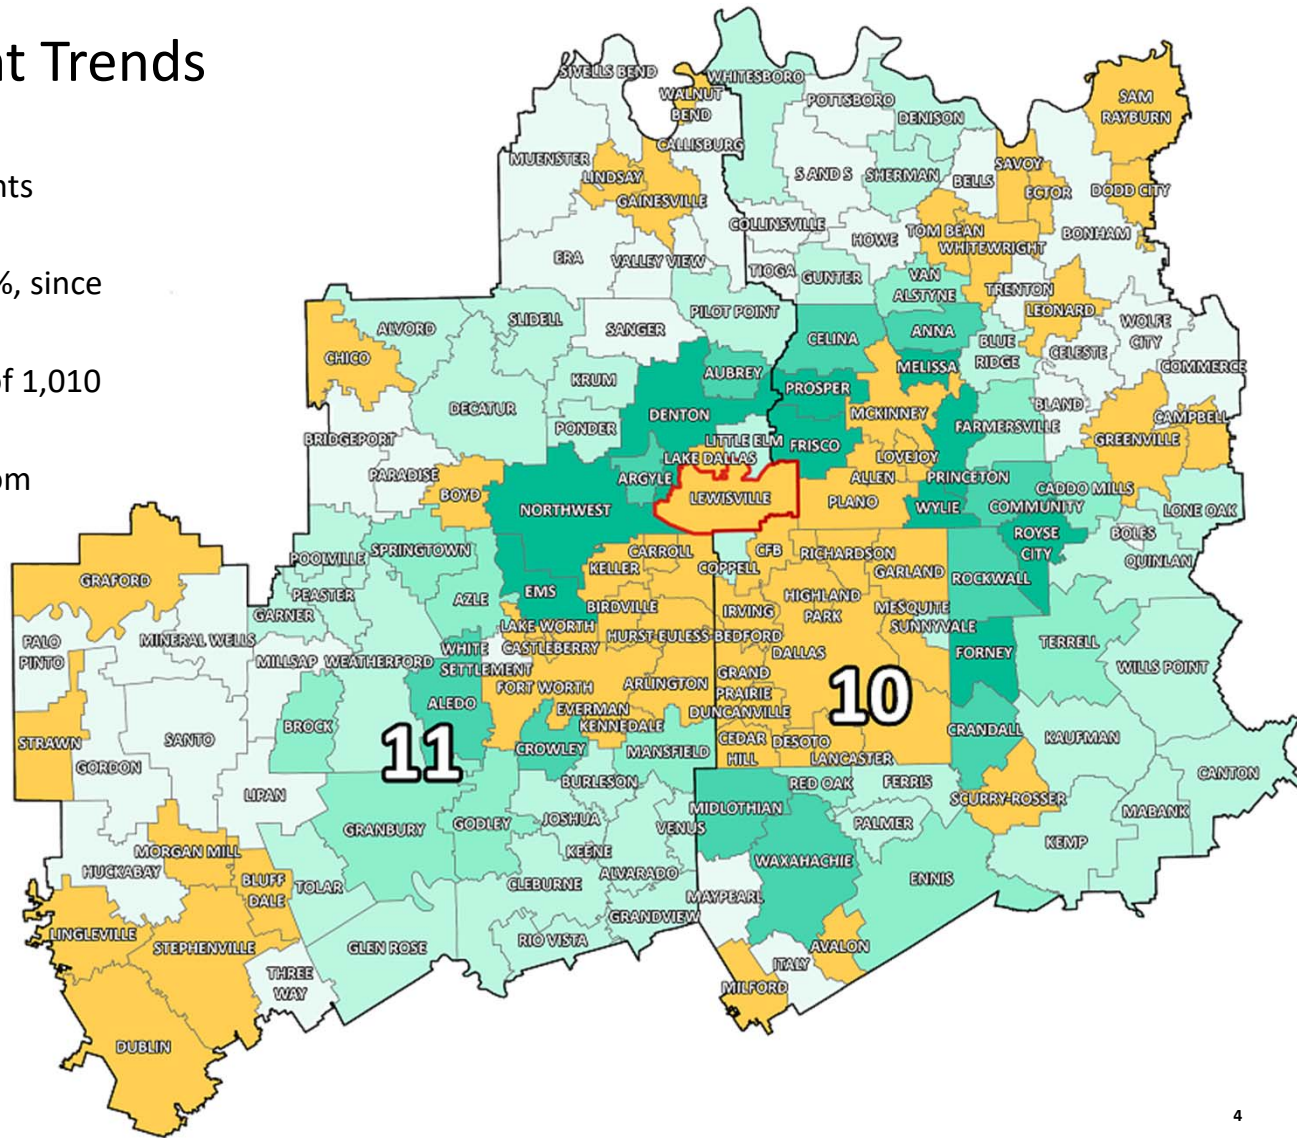 t Trends
nts
%, since
of 1,010
om
SIVELLS BEND
WHITESBORO
WALNUT
BEND
SAM
RAYBURN
POTTSBORO
DENISON
CALLISBURG
MUENSTER
LINDSAY
S AND S
SHERMAN
SAVOY
BELLS
ECTOR
DODD CITY
GAINESVILLE
COLLINSVILLE
HOWE
TOM BEAN
WHITEWRIGHT
BONHAM
ERA
VALLEY VIEW
TIOGA
GUNTER
VAN
ALSTYNE
TRENTON
LEONARD
PILOT POINT
ALVORD
SLIDELL
SANGER
CELINA
ANNA
BLUE
RIDGE
WOLFE
CITY
CHICO
CELESTE
COMMERCE
KRUM
AUBREY
PROSPER
MELISSA
DECATUR
DENTON
MCKINNEY
BLAND
CAMPBELL
PONDER
LITTLE ELM
FRISCO
FARMERSVILLE
GREENVILLE
BRIDGEPORT
LAKE DALLAS
LOVEJOY
PARADISE
ARGYLE
ALLEN
PRINCETON
CADDO MILLS
BOYD
LEWISVILLE
PLANO
WYLIE
COMMUNITY
LONE OAK
NORTHWEST
ROYSE
CITY
BOLES
POOLVILLE
SPRINGTOWN
CARROLL
CFB
RICHARDSON
QUINLAN
GRAFORD
KELLER
COPPELL
GARLAND
ROCKWALL
PEASTER
AZLE
EMS
HIGHLAND
PARK
GARNER
BIRDVILLE
IRVING
MESQUITE
SUNNYVALE
PALO
PINTO
MINERAL WELLS
LAKE WORTH
HURST-EULESS-BEDFORD
TERRELL
WHITE
SETTLEMENT
CASTLEBERRY
DALLAS
FORNEY
MILLSAP
WEATHERFORD
WILLS POINT
FORT WORTH
ARLINGTON
GRAND
PRAIRIE
10
ALEDO
EVERMAN
DUNCANVILLE
BROCK
KENNEDALE
STRAWN
SANTO
11
CROWLEY
MANSFIELD
CEDAR
HILL
DESOTO
CRANDALL
KAUFMAN
LANCASTER
GORDON
BURLESON
RED OAK
FERRIS
CANTON
LIPAN
SCURRY-ROSSER
MIDLOTHIAN
MABANK
GRANBURY
GODLEY
JOSHUA
VENUS
PALMER
KEMP
MORGAN MILL
KEENE
WAXAHACHIE
HUCKABAY
BLUFF
DALE
TOLAR
CLEBURNE
ALVARADO
ENNIS
MAYPEARL
GRANDVIEW
LINGLEVILLE
STEPHENVILLE
GLEN ROSE
RIO VISTA
AVALON
ITALY
THREE
WAY
MILFORD
DUBLIN
4